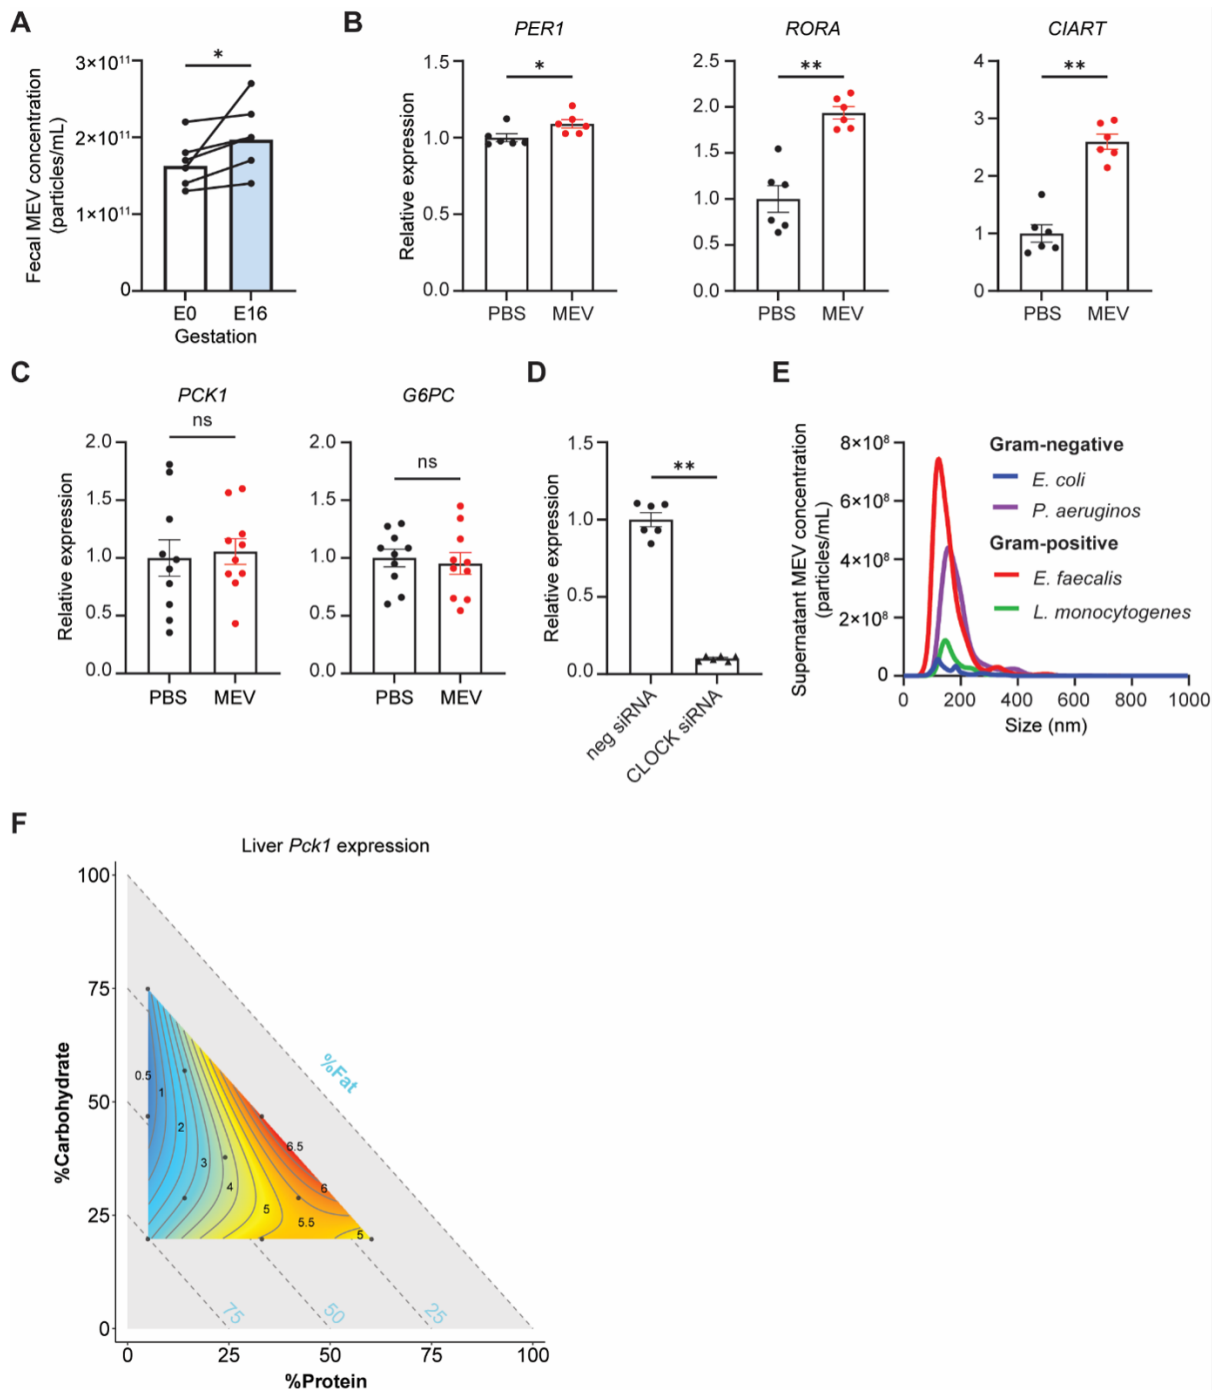 A
Fecal MEV concentration
(particles/mL)
3×10¹¹
2×10¹¹
1×10¹¹
0
*
E0 E16
Gestation
B
PER1
Relative expression
1.5
1.0
0.5
0.0
*
PBS MEV
RORA
2.5
2.0
1.5
1.0
0.5
0.0
**
PBS MEV
CIART
4
3
2
1
0
**
PBS MEV
C
PCK1
ns
Relative expression
2.0
1.5
1.0
0.5
0.0
PBS MEV
G6PC
ns
2.0
1.5
1.0
0.5
0.0
PBS MEV
D
Relative expression
1.5
1.0
0.5
0.0
**
neg siRNA
CLOCK siRNA
E
Supernatant MEV concentration
(particles/mL)
8×10⁸
6×10⁸
4×10⁸
2×10⁸
0
0 200 400 600 800 1000
Size (nm)
Gram-negative
E. coli
P. aeruginos
Gram-positive
E. faecalis
L. monocytogenes
F
Liver Pck1 expression
%Carbohydrate
100
75
50
25
0
%Fat
0.5
1
2
3
4
5
5.5
6.5
6
5
75
50
25
0 25 50 75 100
%Protein